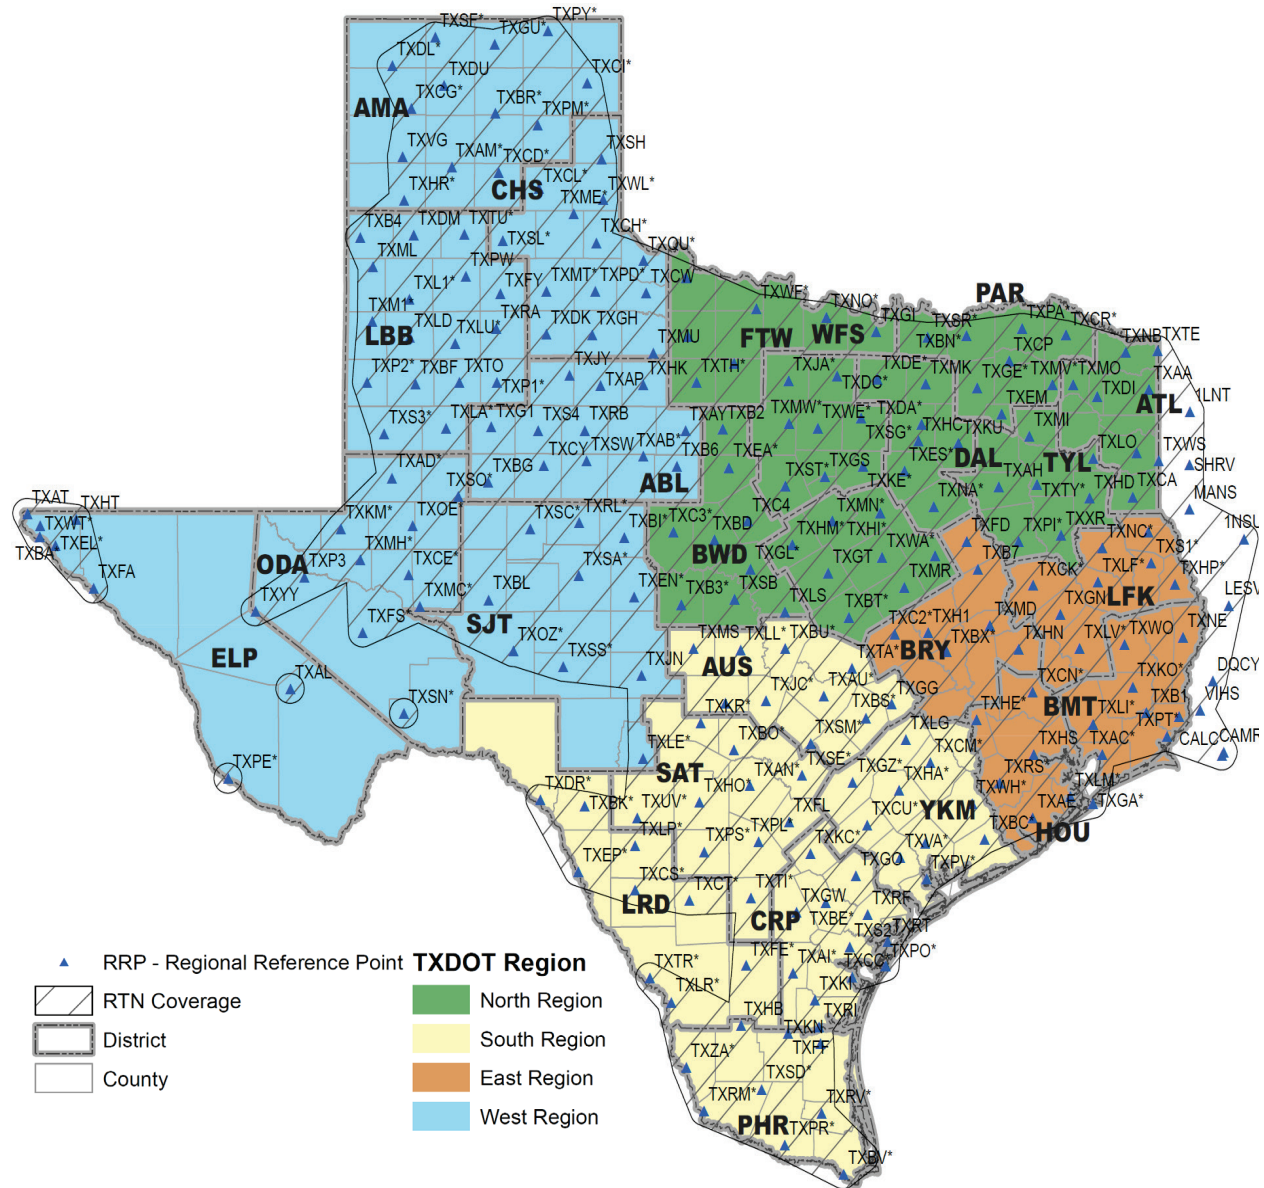 TXSF* TXGU* TXPY*
TXDL* TXDU TXCI*
TXCG* TXBR* TXPM*
AMA
TXVG TXAM* TXCD* TXSH
TXHR* CHS TXCL* TXWL*
TXME*
TXB4 TXDM TXTU* TXSL* TXCH* TXQU*
TXML TXPW TXMT* TXPD* TXCW
TXL1* TXFY TXWF* TXNO* PAR
TXM1* TXRA TXGI TXSR* TXPA* TXCR*
LBB TXLD TXLU* TXDK TXGH TXMU FTW WFS TXBN* TXCP TXNB TXTE
TXP2* TXBF TXTO TXJY TXHK TXTH* TXJA* TXDC* TXDE* TXMK TXGE* TXMV* TXMO TXAA
TXP1* TXAP TXEM TXDI 1LNT
TXS3* TXLA* TXG1 TXS4 TXRB TXAY TXB2 TXMW* TXWE* TXDA* TXHC TXKU TXMI ATL
TXCY TXSW TXAB* TXB6 TXEA* TXSG* TXLO TXWS
TXAD* TXSO* TXBG ABL TXST* TXGS TXES* DAL TXAH TYL SHRV
TXKE* TXNA* TXTY* TXHD TXCA
TXAT TXHT TXC4 MANS
TXWT* TXKM* TXOE TXSC* TXRL* TXBI* TXC3* TXBD TXHM* TXMN* TXHI* TXFD TXPI* TXXR TXNC* 1NSU
TXBA TXEL* TXMH* TXSA* BWD TXGL* TXWA* TXB7 TXS1*
TXFA ODA TXP3 TXCE* TXGT TXMR TXCK* TXLF* TXHP*
TXYY TXMC* TXBL TXEN* TXB3* TXSB TXLS TXBT* TXGN LFK LESV
TXFS* SJT TXC2* TXH1 TXMD TXNE
TXOZ* TXSS* TXMS TXLL* TXBU* TXBX* TXHN TXLV* TXWO
ELP TXJN AUS TXTA* BRY
TXAL TXJC* TXAU* TXGG TXCN* TXKO* DQCY
TXSN* TXKR* TXBS* TXHE* BMT TXLI* TXB1 VIHS
TXLE* TXBO* TXSM* TXLG TXPT*
TXPE* SAT TXAN* TXSE* TXCM* TXHS TXAC* CALC CAMR
TXDR* TXHO* TXGZ* TXHA* TXRS*
TXBK* TXUV* TXFL TXCU* YKM TXWH* TXAE TXLM* TXGA*
TXLP* TXPS* TXPL* TXKC* TXVA* TXBC* HOU
TXEP* TXGO TXPV*
TXCS* TXCT* TXTI* TXGW TXRF
LRD CRP TXBE* TXS2 TXRT
TXTR* TXFE* TXAI* TXCC* TXPO*
TXLR* TXKI
TXHB TXRI
TXKN
TXZA* TXFF
TXSD*
TXRM* TXRV*
PHR TXPR*
TXBV*
RRP - Regional Reference Point
RTN Coverage
District
County
TXDOT Region
North Region
South Region
East Region
West Region